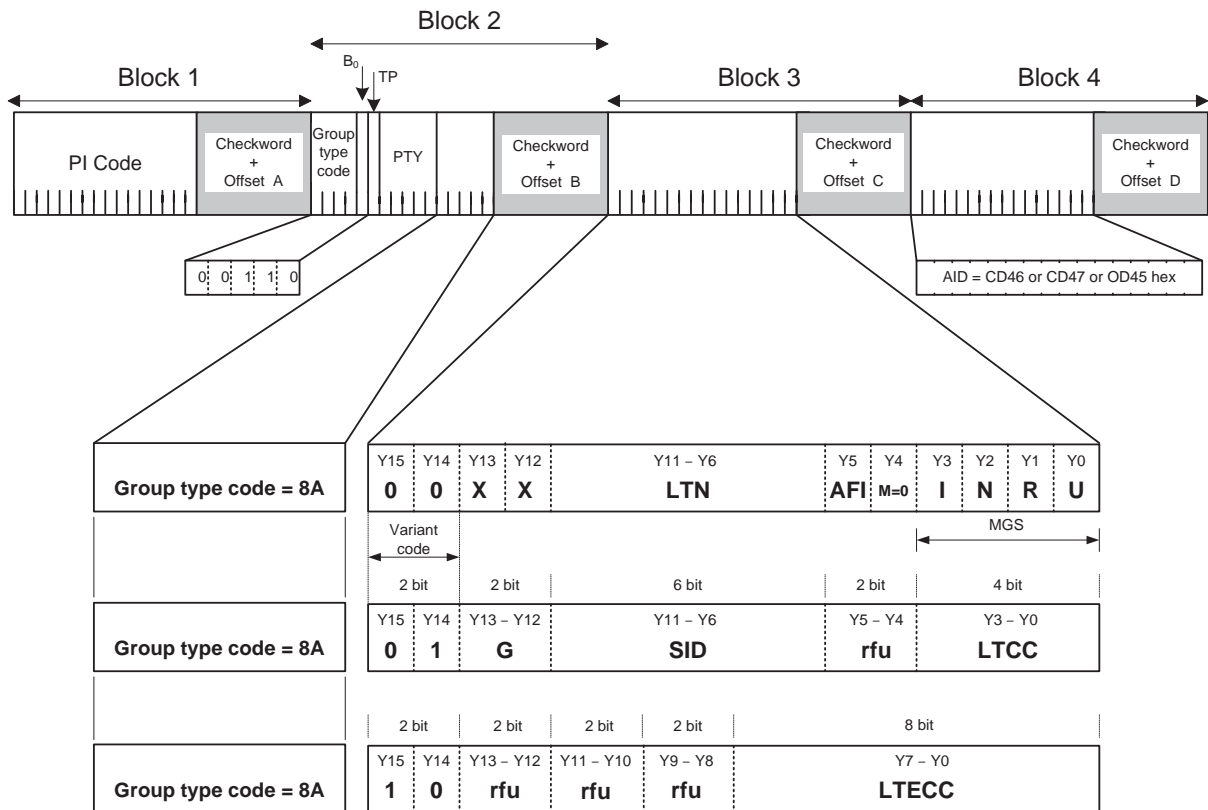 Block 2
Block 1
B₀
TP
Block 3
Block 4
PI Code
Checkword
+
Offset A
Group
type
code
PTY
Checkword
+
Offset B
Checkword
+
Offset C
Checkword
+
Offset D
0 0 1 1 0
AID = CD46 or CD47 or OD45 hex
Group type code = 8A
Y15 Y14 Y13 Y12 Y11 – Y6 Y5 Y4 Y3 Y2 Y1 Y0
0 0 X X LTN AFI M=0 I N R U
Variant
code
MGS
2 bit 2 bit 6 bit 2 bit 4 bit
Y15 Y14 Y13 – Y12 Y11 – Y6 Y5 – Y4 Y3 – Y0
Group type code = 8A
0 1 G SID rfu LTCC
2 bit 2 bit 2 bit 2 bit 8 bit
Y15 Y14 Y13 – Y12 Y11 – Y10 Y9 – Y8 Y7 – Y0
Group type code = 8A
1 0 rfu rfu rfu LTECC